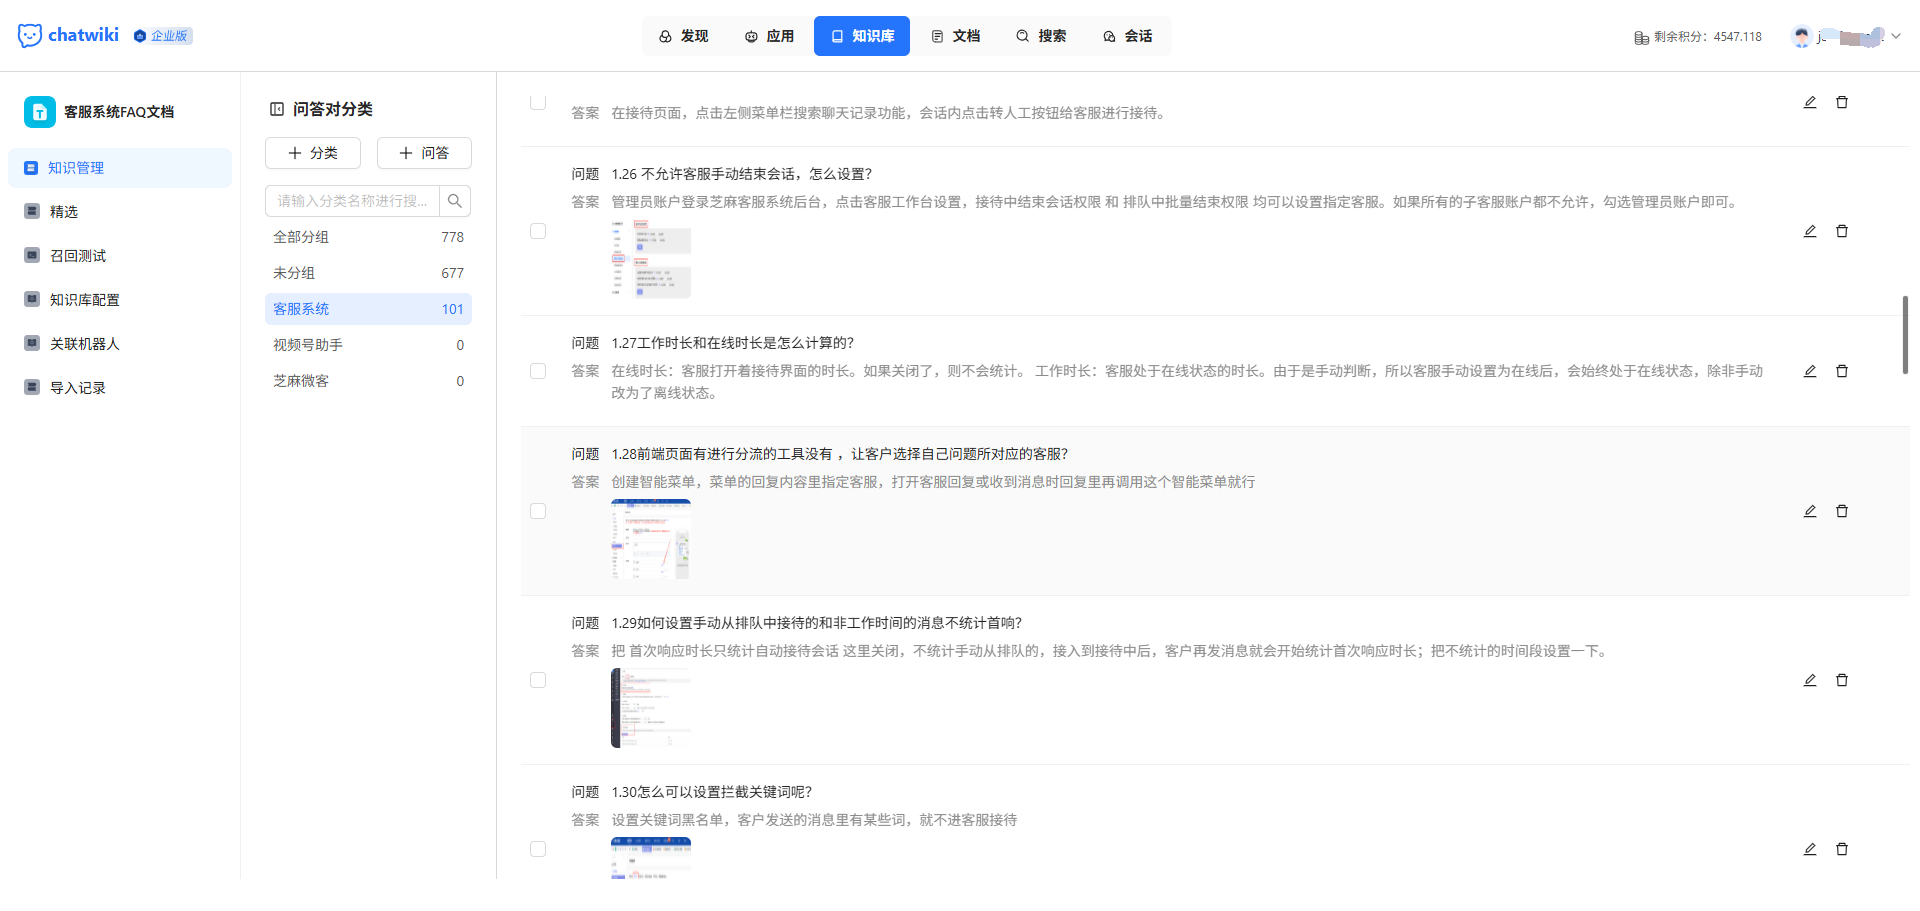 chatwiki 企业版
发现 应用 知识库 文档 搜索 会话
剩余积分：4547.118
客服系统FAQ文档
知识管理
精选
召回测试
知识库配置
关联机器人
导入记录
问答对分类
分类 问答
请输入分类名称进行搜...
全部分组 778
未分组 677
客服系统 101
视频号助手 0
芝麻微客 0
答案 在接待页面，点击左侧菜单栏搜索聊天记录功能，会话内点击转人工按钮给客服进行接待。
问题 1.26 不允许客服手动结束会话，怎么设置？
答案 管理员账户登录芝麻客服系统后台，点击客服工作台设置，接待中结束会话权限 和 排队中批量结束权限 均可以设置指定客服。如果所有的子客服账户都不允许，勾选管理员账户即可。
问题 1.27工作时长和在线时长是怎么计算的？
答案 在线时长：客服打开着接待界面的时长。如果关闭了，则不会统计。 工作时长：客服处于在线状态的时长。由于是手动判断，所以客服手动设置为在线后，会始终处于在线状态，除非手动
改为了离线状态。
问题 1.28前端页面有进行分流的工具没有 ，让客户选择自己问题所对应的客服？
答案 创建智能菜单，菜单的回复内容里指定客服，打开客服回复或收到消息时回复里再调用这个智能菜单就行
问题 1.29如何设置手动从排队中接待的和非工作时间的消息不统计首响？
答案 把 首次响应时长只统计自动接待会话 这里关闭，不统计手动从排队的，接入到接待中后，客户再发消息就会开始统计首次响应时长；把不统计的时间段设置一下。
问题 1.30怎么可以设置拦截关键词呢？
答案 设置关键词黑名单，客户发送的消息里有某些词，就不进客服接待